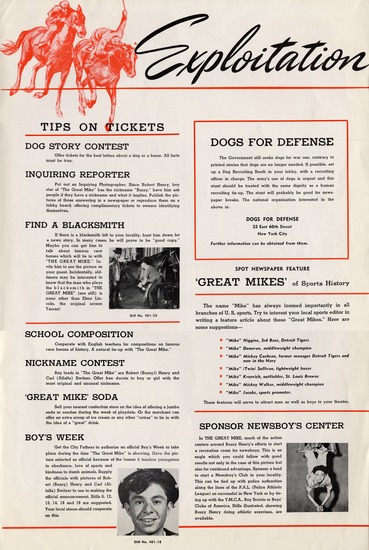 Exploitation
TIPS ON TICKETS
DOG STORY CONTEST
Offer tickets for the best letters about a dog or a horse. All facts
must be true.
INQUIRING REPORTER
Put out an Inquiring Photographer. Since Robert Henry, boy
star of "The Great Mike" has the nickname "Buzzy," have him ask
people if they have a nickname and what it implies. Publish the pic-
tures of those answering in a newspaper or reproduce them on a
lobby board, offering complimentary tickets to owners identifying
themselves.
FIND A BLACKSMITH
If there is a blacksmith left in your locality, hunt him down for
a news story. In many cases he will prove to be "good copy."
Maybe you can get him to
talk about famous race
horses which will tie in with
"THE GREAT MIKE". In-
vite him to see the picture as
your guest. Incidentally, old-
timers may be interested to
know that the man who plays
the blacksmith in "THE
GREAT MIKE" (see still) is
none other than Elmo Lin-
coln, the original screen
Tarzan!
Still No. 401-25
SCHOOL COMPOSITION
Cooperate with English teachers for compositions on famous
race horses of history. A natural tie-up with "The Great Mike."
NICKNAME CONTEST
Boy leads in "The Great Mike" are Robert (Buzzy) Henry and
Carl (Alfalfa) Switzer. Offer free ducats to boy or girl with the
most original and unusual nickname.
'GREAT MIKE' SODA
Sell your nearest confection store on the idea of offering a jumbo
soda or sundae during the week of playdate. Or the merchant can
offer an extra scoop of ice cream or any other "extras" to tie in with
the idea of a "great" drink.
BOY'S WEEK
Get the City Fathers to authorize an official Boy's Week to take
place during the time "The Great Mike" is showing. Have the pic-
ture selected as official because of the lesson it teaches youngsters
in obedience, love of sports and
kindness to dumb animals. Supply
the officials with pictures of Rob-
ert (Buzzy) Henry and Carl (Al-
falfa) Switzer to use in making the
official announcement. Stills 8, 12,
13, 14, 18 and 19 are suggested.
Your local stores should cooperate
on this.
Still No. 401-18
DOGS FOR DEFENSE
The Government still seeks dogs for war use, contrary to
printed stories that dogs are no longer needed. If possible, set
up a Dog Recruiting Booth in your lobby, with a recruiting
officer in charge. The army's use of dogs is urgent and this
stunt should be treated with the same dignity as a human
recruiting tie-up. The stunt will probably be good for news-
paper breaks. The national organization interested in the
above is:
DOGS FOR DEFENSE
22 East 60th Street
New York City
Further information can be obtained from them.
SPOT NEWSPAPER FEATURE
'GREAT MIKES' of Sports History
The name "Mike" has always loomed importantly in all
branches of U. S. sports. Try to interest your sports editor in
writing a feature article about these "Great Mikes." Here are
some suggestions—
"Mike" Higgins, 3rd Base, Detroit Tigers
"Mike" Donovan, middleweight champion
"Mickey Cochran, former manager Detroit Tigers and
now in the Navy
"Mike" (Twin) Sullivan, lightweight boxer
"Mike" Kreevich, outfielder, St. Louis Browns
"Mike" Mickey Walker, middleweight champion
"Mike" Jacobs, sports promoter.
These features will serve to attract men as well as boys to your theatre.
SPONSOR NEWSBOY'S CENTER
In THE GREAT MIKE, much of the action
centers around Buzzy Henry's efforts to start
a recreation room for newsboys. This is an
angle which you could follow with good
results not only in the case of this picture but
also for continued advantage. Sponsor a fund
to start a Newsboy's Club in your locality.
This can be tied up with police authorities
along the lines of the P.A.L. (Police Athletic
League) so successful in New York or by tie-
ing up with the Y.M.C.A., Boy Scouts or Boys'
Clubs of America. Stills illustrated, showing
Buzzy Henry doing athletic exercises, are
available.